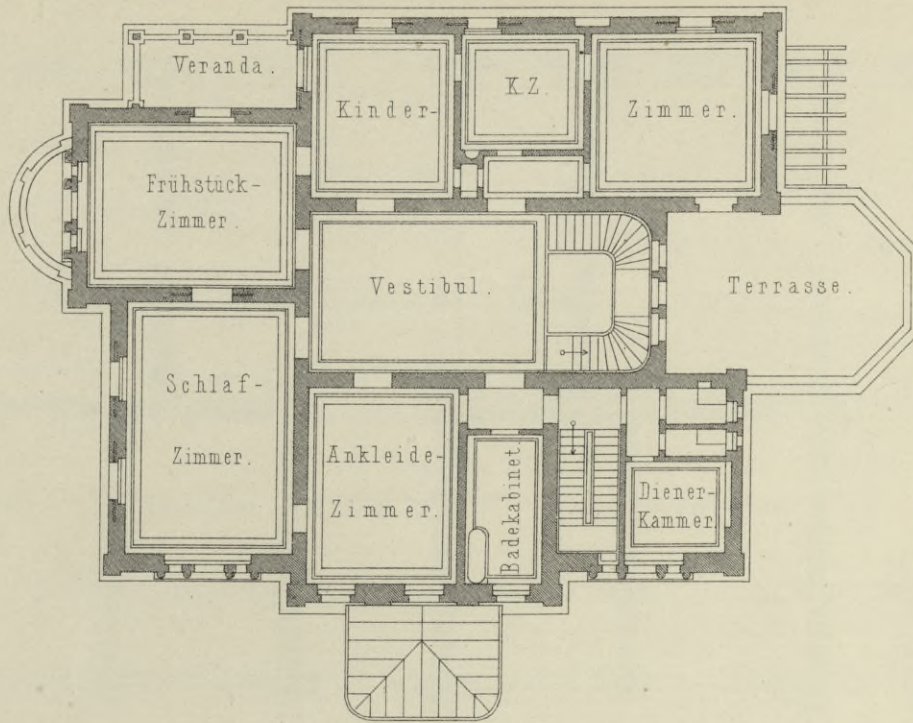 Veranda.
Kinder-
K.Z.
Zimmer.
Frühstück-
Zimmer.
Vestibul.
Terrasse.
Schlaf-
Zimmer.
Ankleide-
Zimmer.
Badekabinet.
Diener-
Kammer.